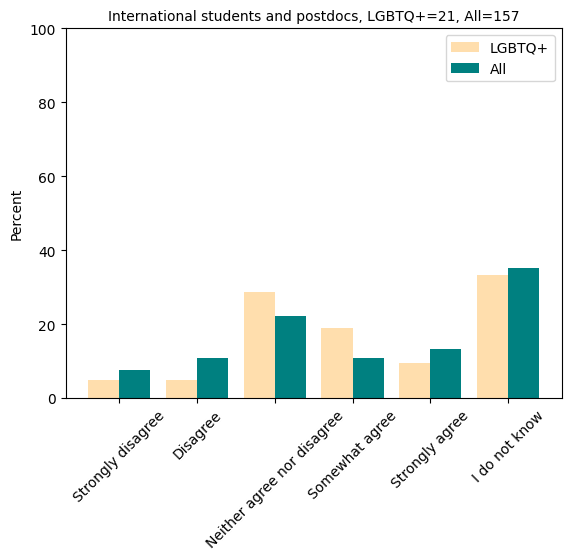 International students and postdocs, LGBTQ+=21, All=157
LGBTQ+
All
Percent
100
80
60
40
20
0
Strongly disagree
Disagree
Neither agree nor disagree
Somewhat agree
Strongly agree
I do not know